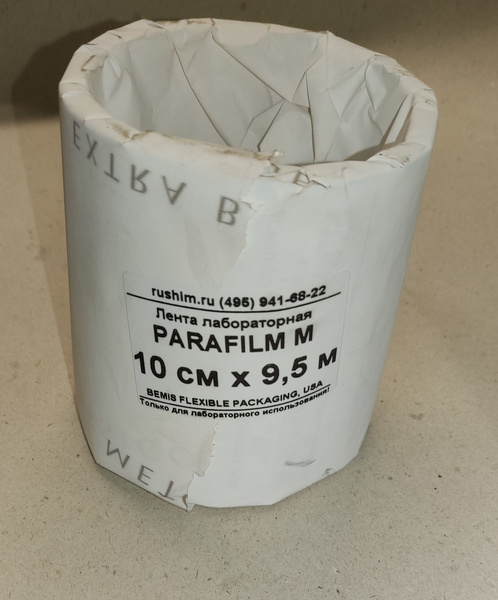 EXTRA B
rushim.ru (495) 941-68-22
Лента лабораторная
PARAFILM M
10 см x 9,5 м
BEMIS FLEXIBLE PACKAGING, USA
Только для лабораторного использования!
METO